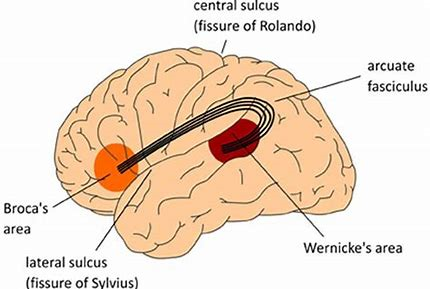 central sulcus
(fissure of Rolando)
arcuate
fasciculus
Broca's
area
Wernicke's area
lateral sulcus
(fissure of Sylvius)